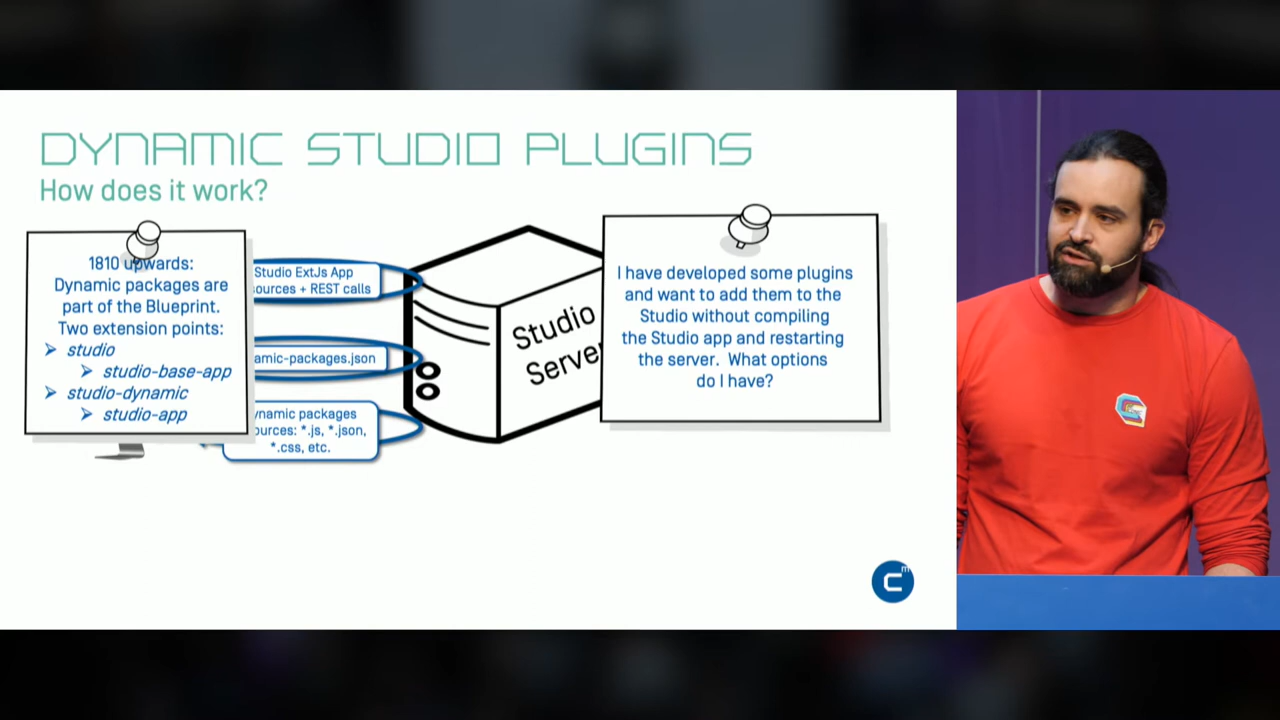 DYNAMIC STUDIO PLUGINS
How does it work?
1810 upwards:
Dynamic packages are
part of the Blueprint.
Two extension points:
➢ studio
➢ studio-base-app
➢ studio-dynamic
➢ studio-app
Studio ExtJs App
ources + REST calls
amic-packages.json
ynamic packages
ources: *.js, *.json,
*.css, etc.
Studio
Server
I have developed some plugins
and want to add them to the
Studio without compiling
the Studio app and restarting
the server. What options
do I have?
C m